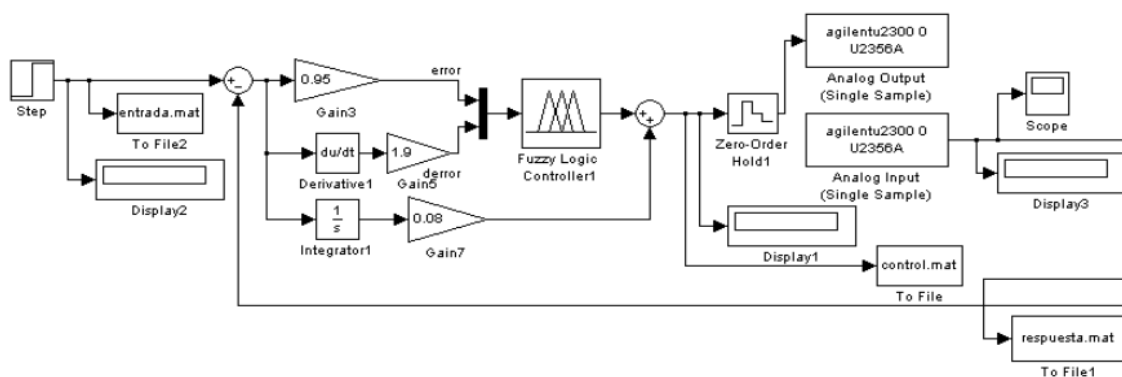 Step
entrada.mat
To File2
Display2
0.95
Gain3
error
du/dt
Derivative1
1.9
Gain5
derror
1
s
Integrator1
0.08
Gain7
Fuzzy Logic
Controller1
Zero-Order
Hold1
agilentu2300 0
U2356A
Analog Output
(Single Sample)
agilentu2300 0
U2356A
Analog Input
(Single Sample)
Scope
Display3
Display1
control.mat
To File
respuesta.mat
To File1